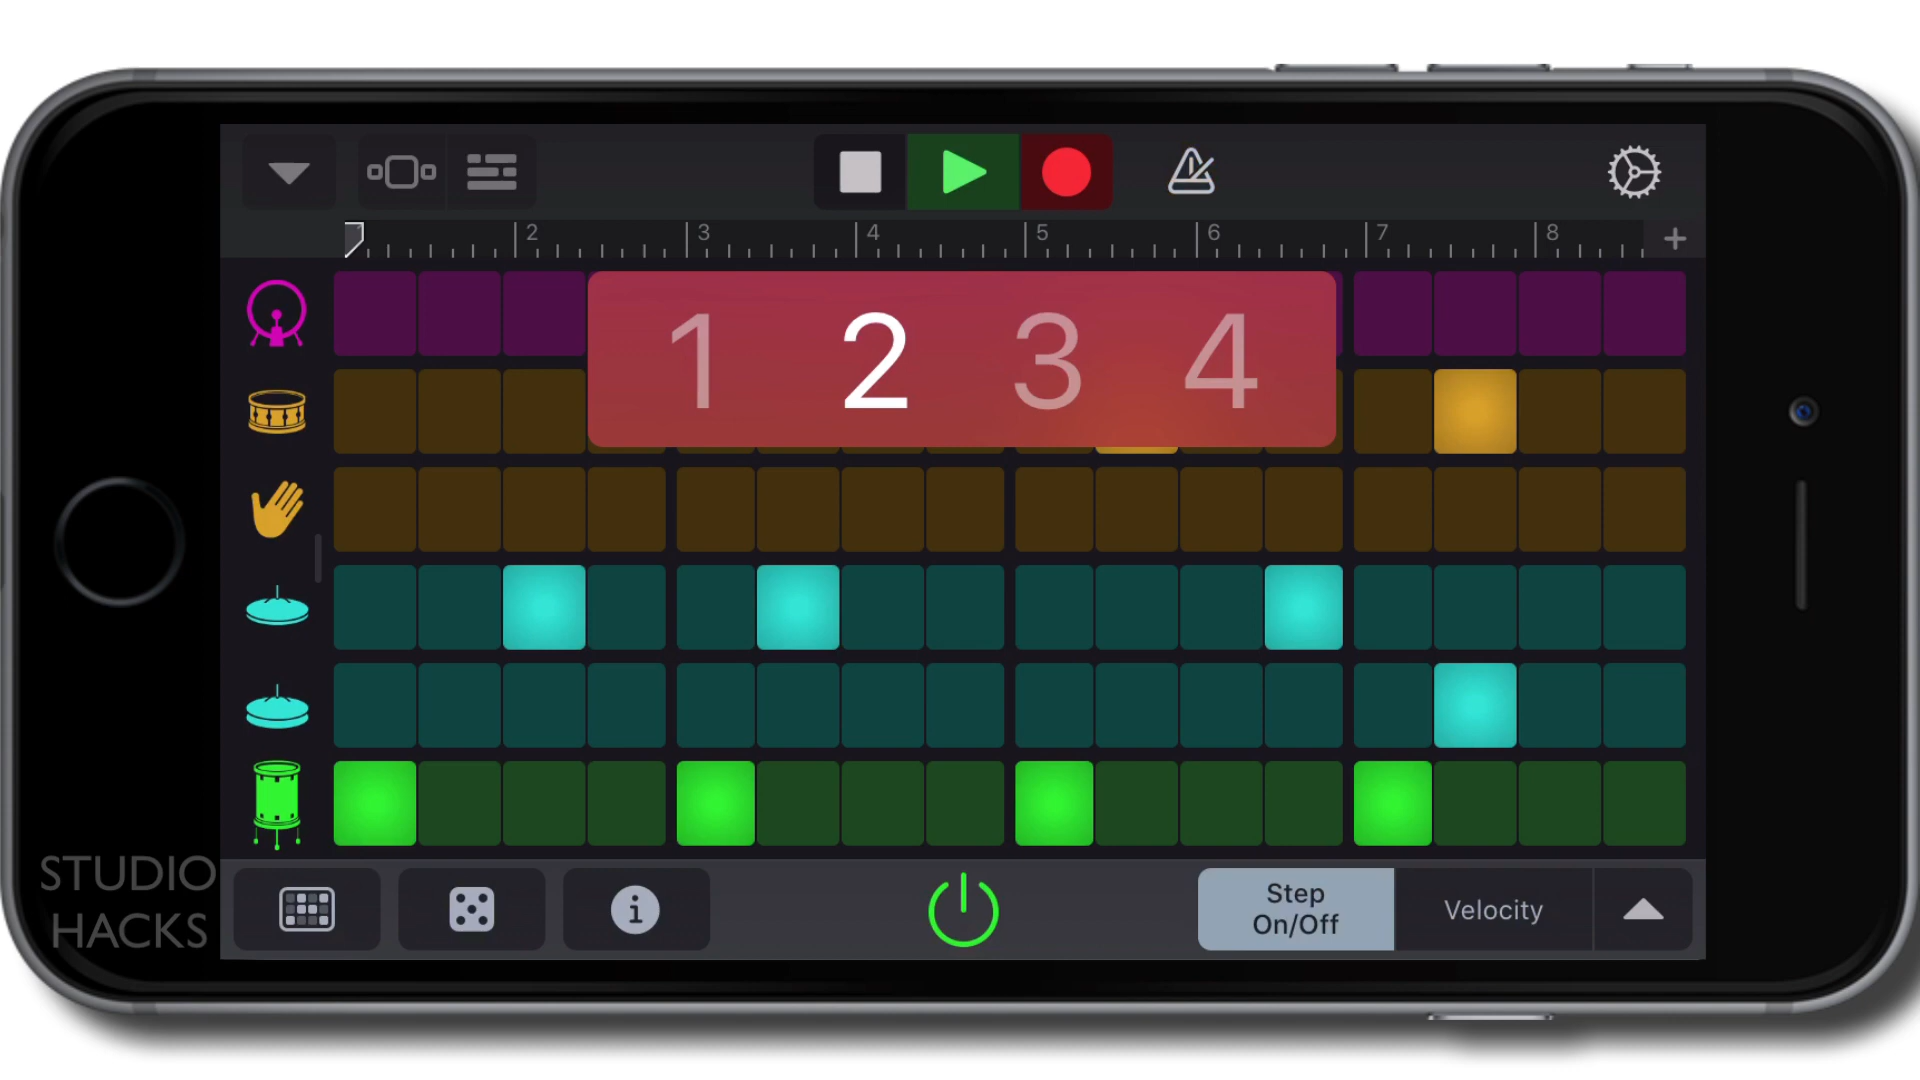 2 3 4 5 6 7 8
1 2 3 4
STUDIO
HACKS
Step
On/Off
Velocity